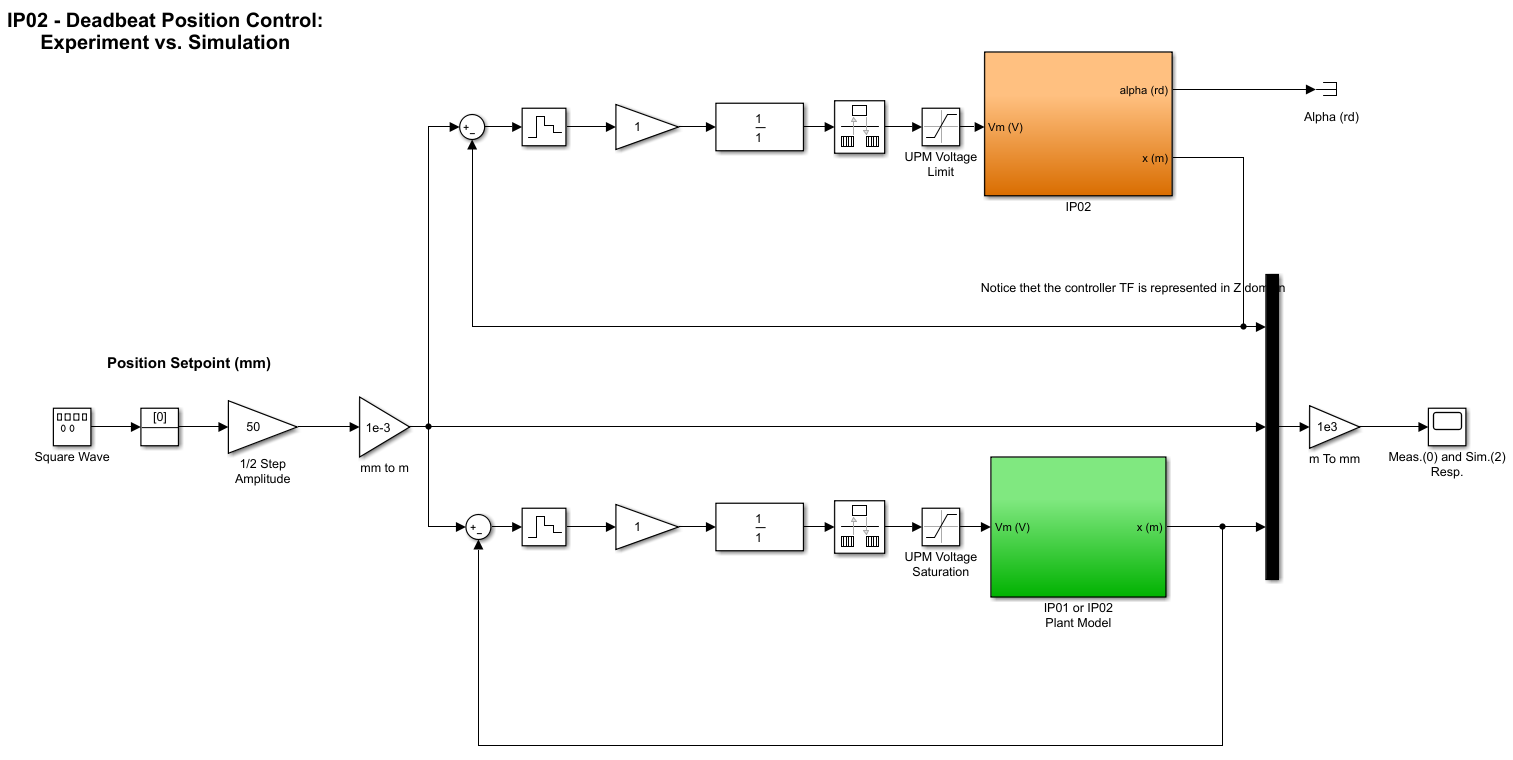 IP02 - Deadbeat Position Control:
Experiment vs. Simulation
alpha (rd)
Alpha (rd)
+
−
1
1
1
Vm (V)
x (m)
UPM Voltage
Limit
IP02
Notice thet the controller TF is represented in Z dom n
Position Setpoint (mm)
0 0
[0]
50
1e-3
1e3
Square Wave
1/2 Step
Amplitude
mm to m
m To mm
Meas.(0) and Sim.(2)
Resp.
+
−
1
1
1
Vm (V)
x (m)
UPM Voltage
Saturation
IP01 or IP02
Plant Model